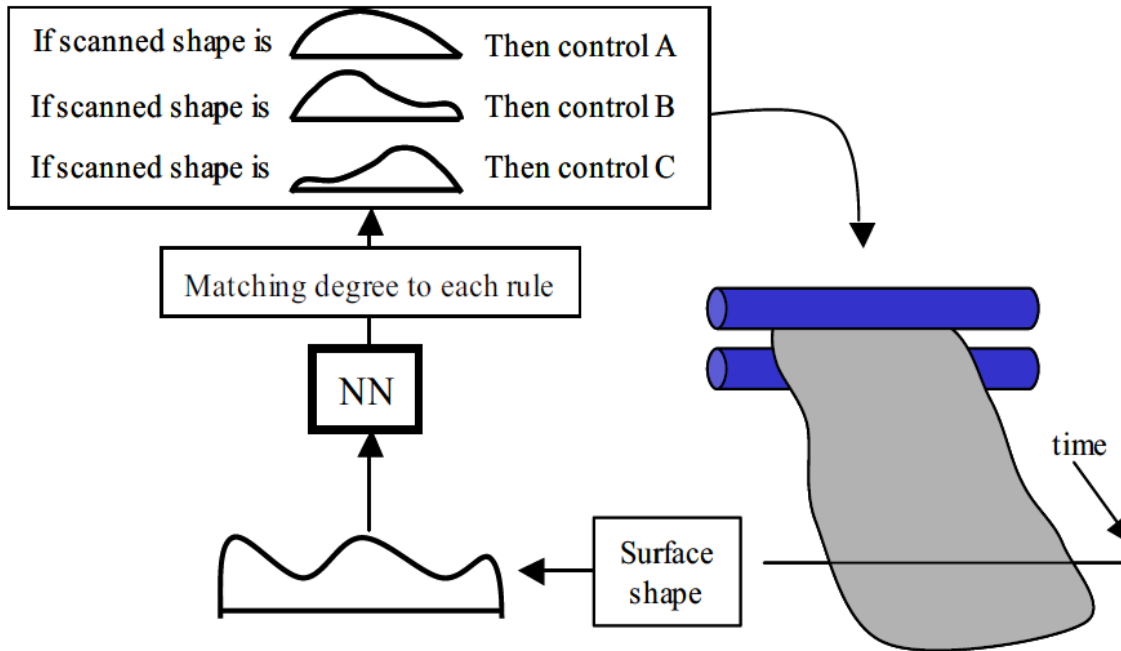 If scanned shape is Then control A
If scanned shape is Then control B
If scanned shape is Then control C
Matching degree to each rule
NN
time
Surface
shape